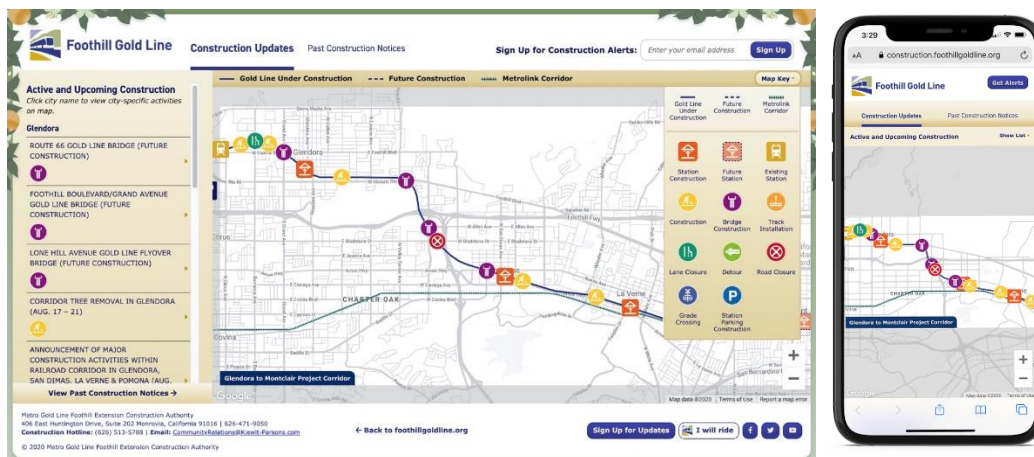 Foothill Gold Line
Construction Updates
Past Construction Notices
Sign Up for Construction Alerts:
Enter your email address
Sign Up
Active and Upcoming Construction
Click city name to view city-specific activities
on map.
Glendora
ROUTE 66 GOLD LINE BRIDGE (FUTURE
CONSTRUCTION)
FOOTHILL BOULEVARD/GRAND AVENUE
GOLD LINE BRIDGE (FUTURE
CONSTRUCTION)
LONE HILL AVENUE GOLD LINE FLYOVER
BRIDGE (FUTURE CONSTRUCTION)
CORRIDOR TREE REMOVAL IN GLENDORA
(AUG. 17 – 21)
ANNOUNCEMENT OF MAJOR
CONSTRUCTION ACTIVITIES WITHIN
RAILROAD CORRIDOR IN GLENDORA,
SAN DIMAS, LA VERNE & POMONA (AUG.
View Past Construction Notices →
Gold Line Under Construction
Future Construction
Metrolink Corridor
Map Key
Gold Line
Under
Construction
Future
Construction
Metrolink
Corridor
Station
Construction
Future
Station
Existing
Station
Construction
Bridge
Construction
Track
Installation
Lane Closure
Detour
Road Closure
Grade
Crossing
P
Station
Parking
Construction
Glendora
CHARTER OAK
La Verne
Covina
Glendora to Montclair Project Corridor
Google
Map data ©2020
Terms of Use
Report a map error
+
−
Metro Gold Line Foothill Extension Construction Authority
406 East Huntington Drive, Suite 202 Monrovia, California 91016 | 626-471-9050
Construction Hotline: (626) 513-5788 | Email: CommunityRelations@Kiewit-Parsons.com
© 2020 Metro Gold Line Foothill Extension Construction Authority
← Back to foothillgoldline.org
Sign Up for Updates
I will ride
3:29
AA
construction.foothillgoldline.org
Foothill Gold Line
Get Alerts
Construction Updates
Past Construction Notices
Active and Upcoming Construction
Show List
CHARTER OAK
Glendora to Montclair Project Corridor
+
−
Map data ©2020
Terms of Use